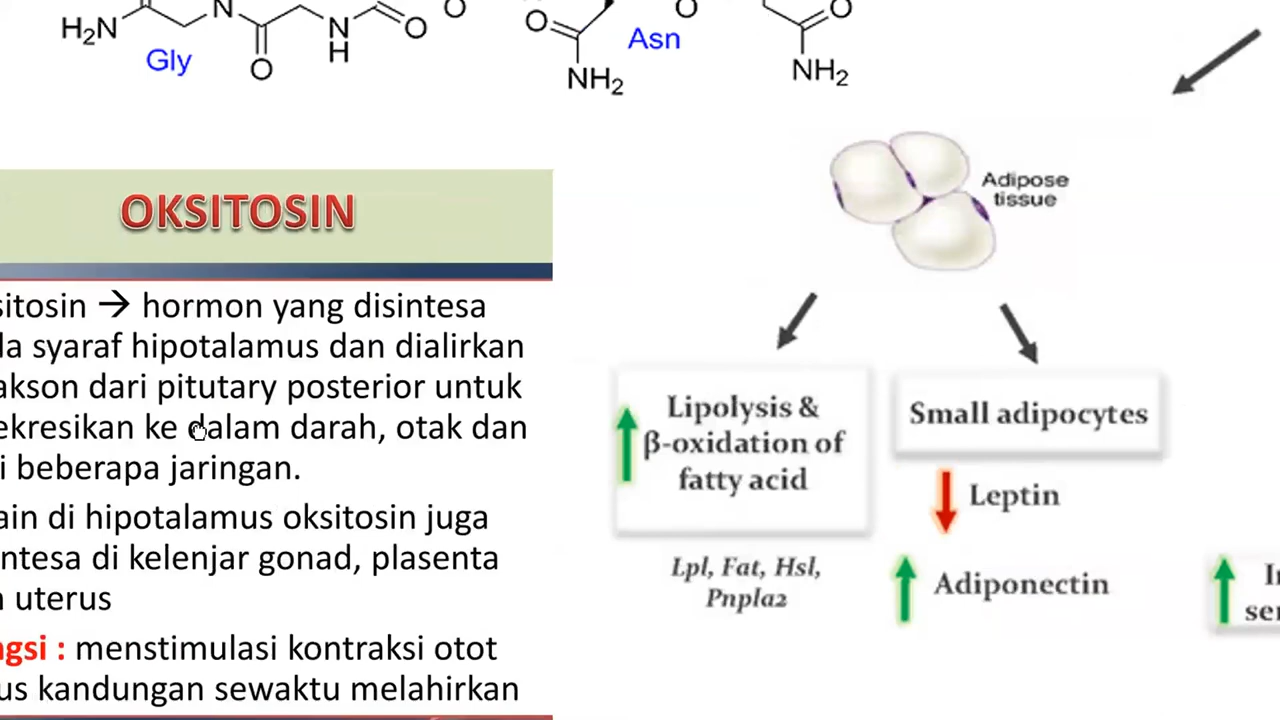 H₂N
N
Gly
O
N
H
O
O
O
NH₂
Asn
O
O
NH₂
OKSITOSIN
sitosin → hormon yang disintesa
la syaraf hipotalamus dan dialirkan
akson dari pitutary posterior untuk
ekresikan ke dalam darah, otak dan
i beberapa jaringan.
ain di hipotalamus oksitosin juga
ntesa di kelenjar gonad, plasenta
n uterus
ngsi : menstimulasi kontraksi otot
us kandungan sewaktu melahirkan
Adipose
tissue
Lipolysis &
β-oxidation of
fatty acid
Lpl, Fat, Hsl,
Pnpla2
Small adipocytes
Leptin
Adiponectin
In
sen